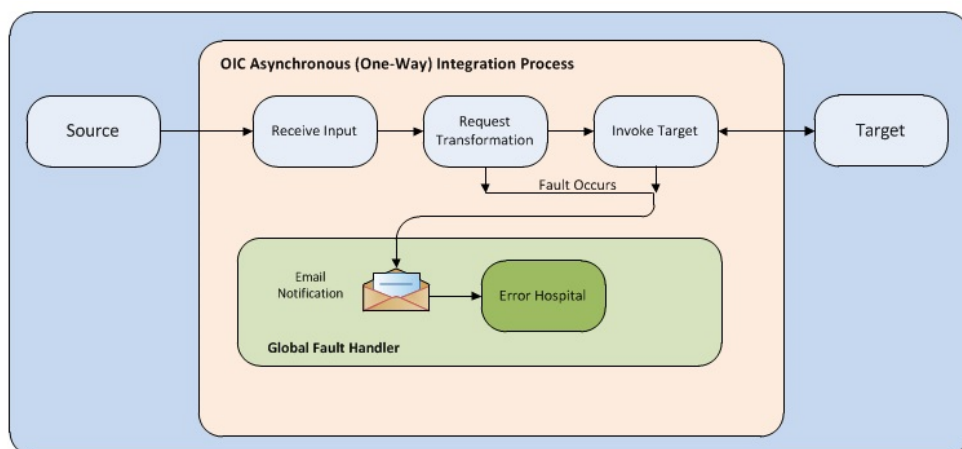 OIC Asynchronous (One-Way) Integration Process
Source
Receive Input
Request
Transformation
Invoke Target
Target
Fault Occurs
Email
Notification
Error Hospital
Global Fault Handler